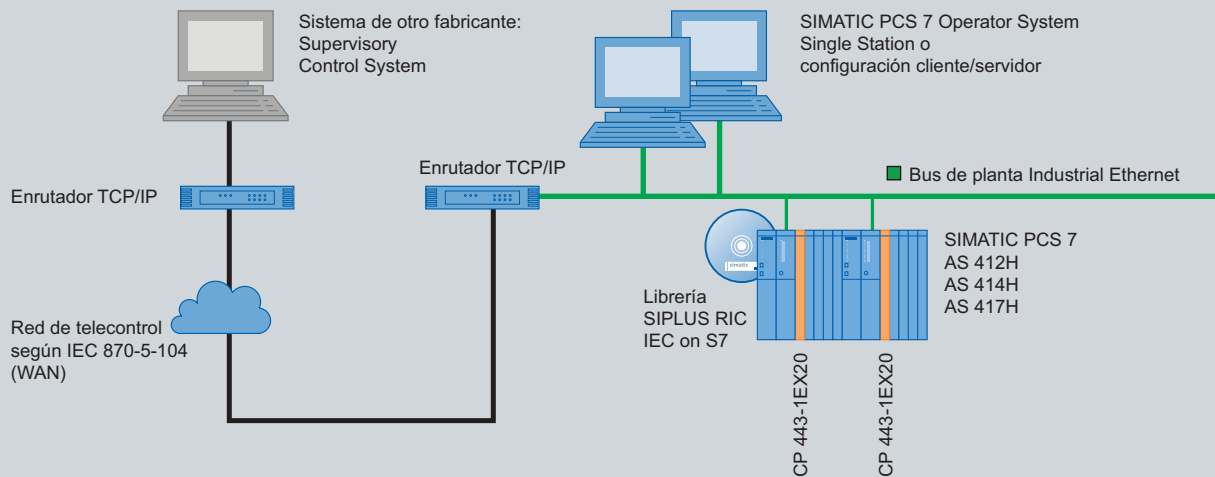 Sistema de otro fabricante:
Supervisory
Control System
SIMATIC PCS 7 Operator System
Single Station o
configuración cliente/servidor
Enrutador TCP/IP
Enrutador TCP/IP
Bus de planta Industrial Ethernet
simatic
SIMATIC PCS 7
AS 412H
AS 414H
AS 417H
Librería
SIPLUS RIC
IEC on S7
Red de telecontrol
según IEC 870-5-104
(WAN)
CP 443-1EX20
CP 443-1EX20